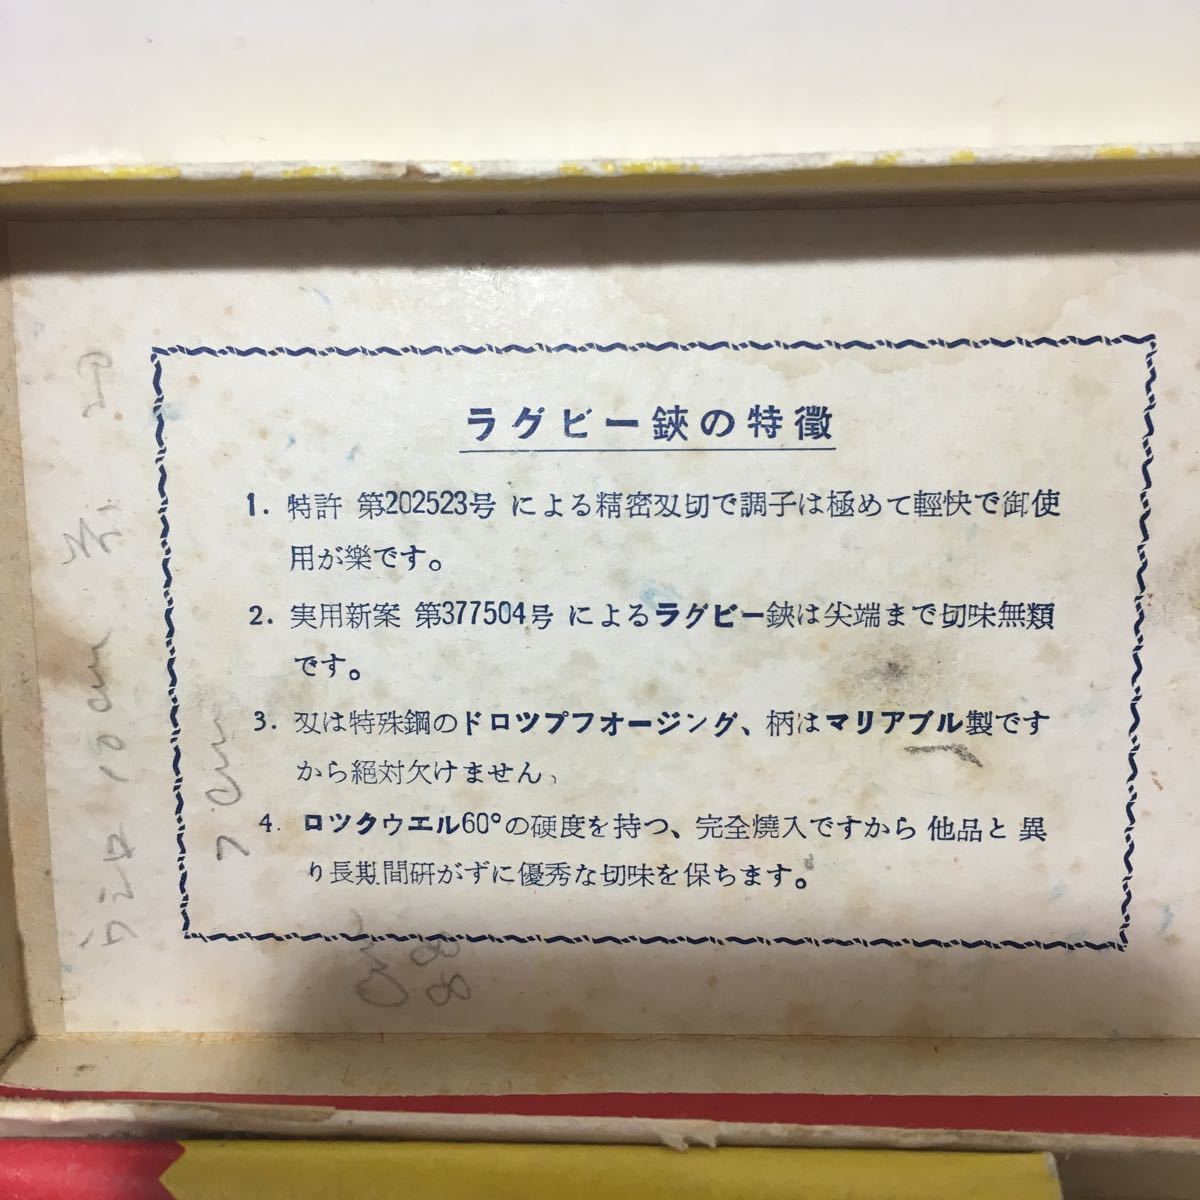 ラグビー鋏の特徴
1. 特許 第202523号 による精密刄切で調子は極めて輕快で御使
用が樂です。
2. 実用新案 第377504号 によるラグビー鋏は尖端まで切味無類
です。
3. 刄は特殊鋼のドロツプフオージング、柄はマリアブル製です
から絕対欠けません、
4. ロツクウエル60°の硬度を持つ、完全燒入ですから 他品と 異
り長期間研がずに優秀な切味を保ちます。
7cm